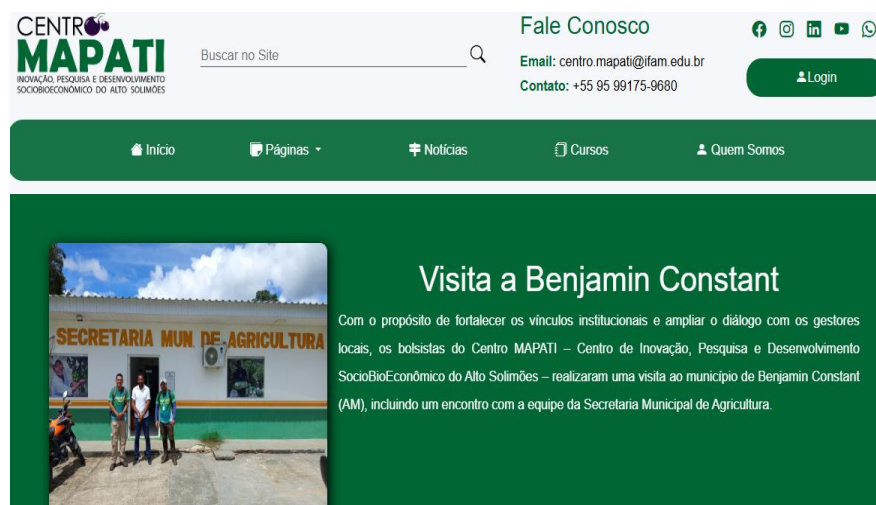 CENTRO
MAPATI
INOVAÇÃO, PESQUISA E DESENVOLVIMENTO
SOCIOBIOECONÔMICO DO ALTO SOLIMÕES
Buscar no Site
Fale Conosco
Email: centro.mapati@ifam.edu.br
Contato: +55 95 99175-9680
Login
Início
Páginas
Notícias
Cursos
Quem Somos
SECRETARIA MUN. DE AGRICULTURA
Visita a Benjamin Constant
Com o propósito de fortalecer os vínculos institucionais e ampliar o diálogo com os gestores
locais, os bolsistas do Centro MAPATI – Centro de Inovação, Pesquisa e Desenvolvimento
SocioBioEconômico do Alto Solimões – realizaram uma visita ao município de Benjamin Constant
(AM), incluindo um encontro com a equipe da Secretaria Municipal de Agricultura.